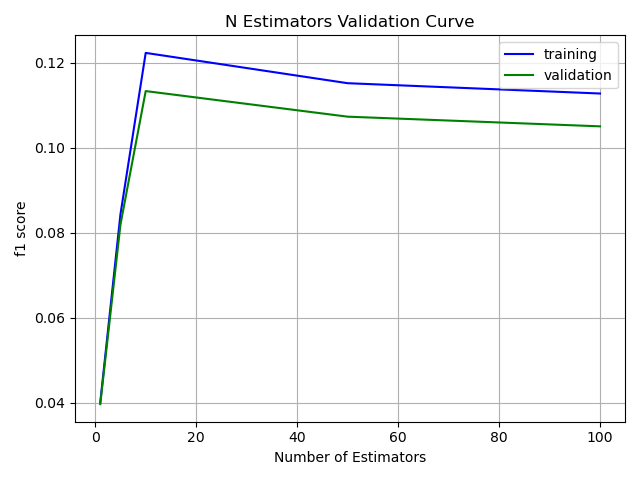 N Estimators Validation Curve
training
validation
0.12
0.10
0.08
0.06
0.04
f1 score
0 20 40 60 80 100
Number of Estimators